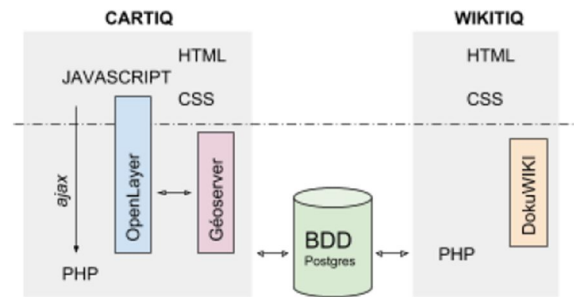 CARTIQ
WIKITIQ
HTML
JAVASCRIPT
CSS
ajax
OpenLayer
Géoserver
PHP
BDD
Postgres
HTML
CSS
DokuWIKI
PHP